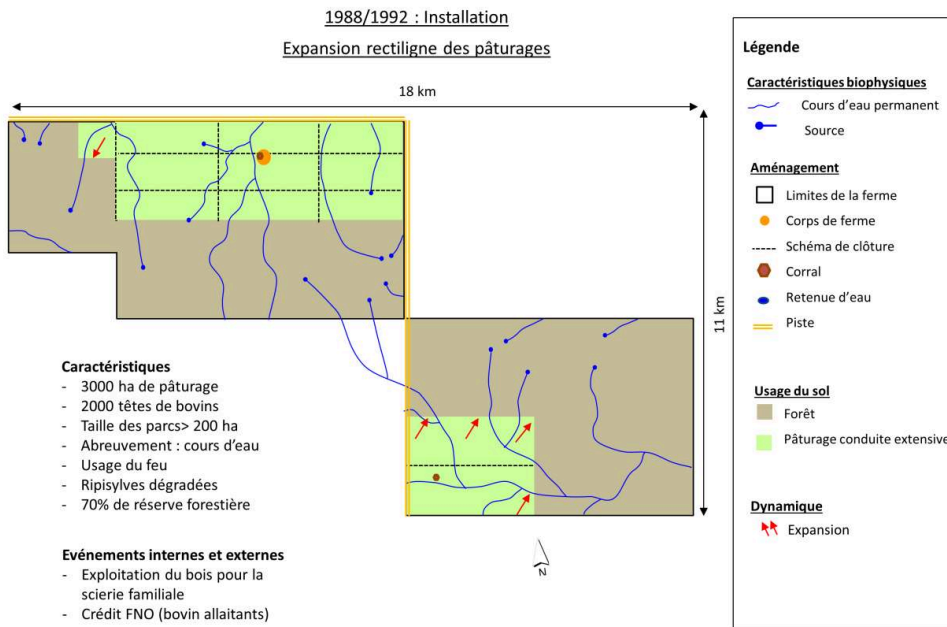 1988/1992 : Installation
Expansion rectiligne des pâturages
18 km
11 km
Caractéristiques
- 3000 ha de pâturage
- 2000 têtes de bovins
- Taille des parcs> 200 ha
- Abreuvement : cours d'eau
- Usage du feu
- Ripisylves dégradées
- 70% de réserve forestière
Evénements internes et externes
- Exploitation du bois pour la
scierie familiale
- Crédit FNO (bovin allaitants)
N
Légende
Caractéristiques biophysiques
Cours d'eau permanent
Source
Aménagement
Limites de la ferme
Corps de ferme
Schéma de clôture
Corral
Retenue d'eau
Piste
Usage du sol
Forêt
Pâturage conduite extensive
Dynamique
Expansion